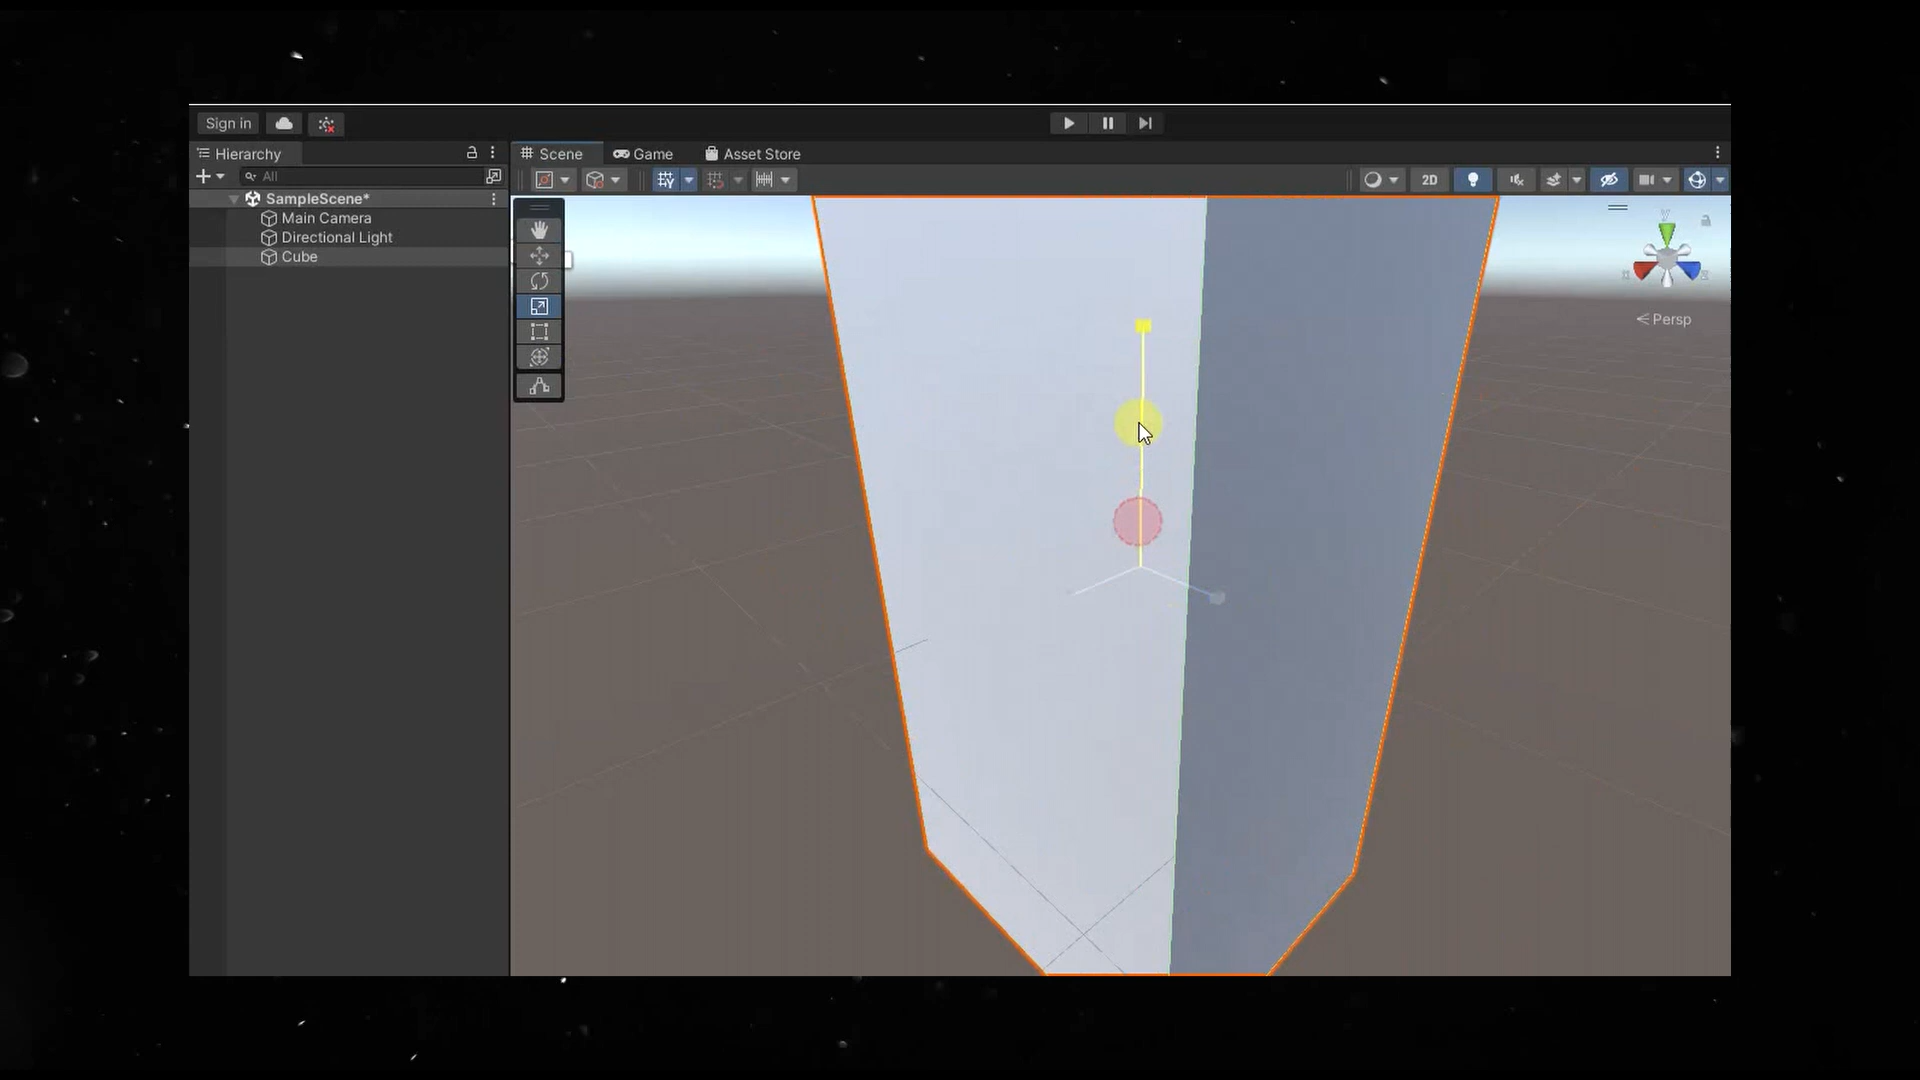 Sign in
Hierarchy
Scene
Game
Asset Store
All
2D
SampleScene*
Main Camera
Directional Light
Cube
y
Persp